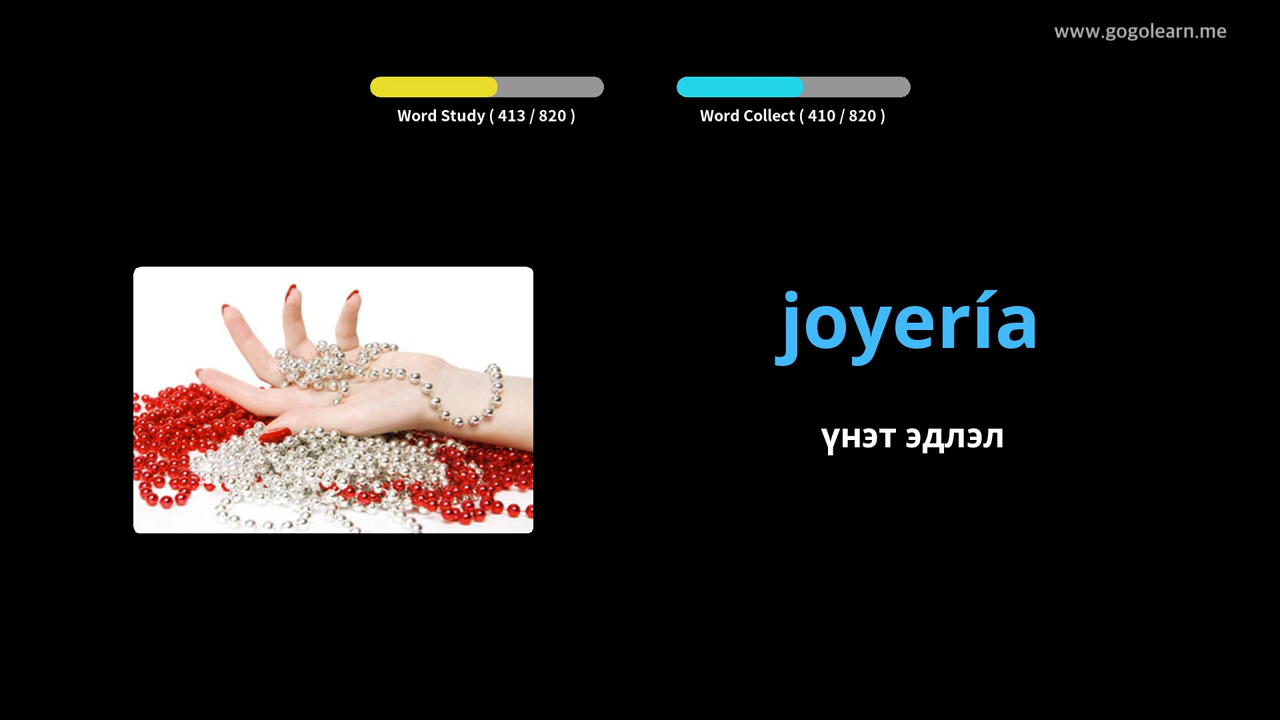 www.gogolearn.me
Word Study ( 413 / 820 )
Word Collect ( 410 / 820 )
joyería
үнэт эдлэл